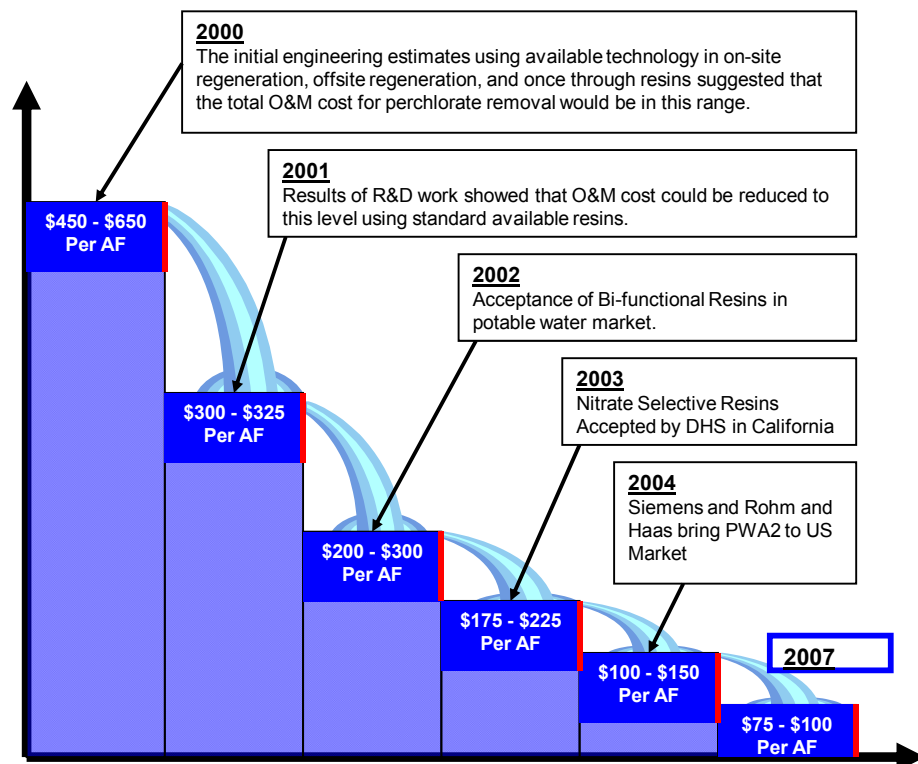 2000
The initial engineering estimates using available technology in on-site
regeneration, offsite regeneration, and once through resins suggested that
the total O&M cost for perchlorate removal would be in this range.
2001
Results of R&D work showed that O&M cost could be reduced to
this level using standard available resins.
$450 - $650
Per AF
2002
Acceptance of Bi-functional Resins in
potable water market.
2003
Nitrate Selective Resins
Accepted by DHS in California
$300 - $325
Per AF
2004
Siemens and Rohm and
Haas bring PWA2 to US
Market
$200 - $300
Per AF
$175 - $225
Per AF
2007
$100 - $150
Per AF
$75 - $100
Per AF